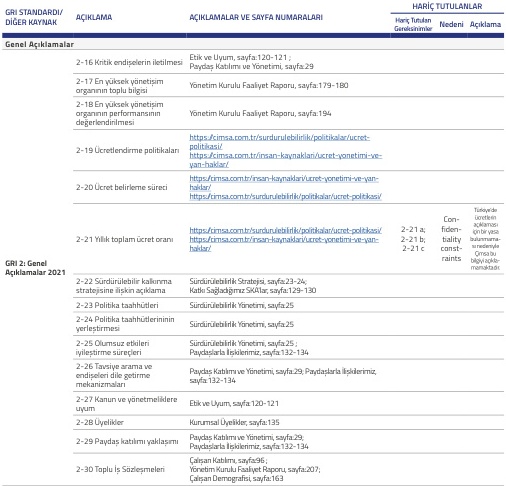 GRI STANDARDI/
DİĞER KAYNAK
AÇIKLAMA
AÇIKLAMALAR VE SAYFA NUMARALARI
HARİÇ TUTULANLAR
Hariç Tutulan
Gereksinimler
Nedeni
Açıklama
Genel Açıklamalar
GRI 2: Genel
Açıklamalar 2021
2-16 Kritik endişelerin iletilmesi
Etik ve Uyum, sayfa:120-121 ;
Paydaş Katılımı ve Yönetimi, sayfa:29
2-17 En yüksek yönetişim
organının toplu bilgisi
Yönetim Kurulu Faaliyet Raporu, sayfa:179-180
2-18 En yüksek yönetişim
organının performansının
değerlendirilmesi
Yönetim Kurulu Faaliyet Raporu, sayfa:194
2-19 Ücretlendirme politikaları
https://cimsa.com.tr/surdurulebilirlik/politikalar/ucret-
politikasi/
https://cimsa.com.tr/insan-kaynaklari/ucret-yonetimi-ve-
yan-haklar/
2-20 Ücret belirleme süreci
https://cimsa.com.tr/insan-kaynaklari/ucret-yonetimi-ve-yan-
haklar/
https://cimsa.com.tr/surdurulebilirlik/politikalar/ucret-politikasi/
2-21 Yıllık toplam ücret oranı
https://cimsa.com.tr/surdurulebilirlik/politikalar/ucret-politikasi/
https://cimsa.com.tr/insan-kaynaklari/ucret-yonetimi-ve-yan-
haklar/
2-21 a;
2-21 b;
2-21 c
Con-
fiden-
tiality
const-
raints
Türkiye'de
ücretlerin
açıklaması
için bir yasa
bulunmama-
sı nedeniyle
Çimsa bu
bilgiyi açıkla-
mamaktadır.
2-22 Sürdürülebilir kalkınma
stratejisine ilişkin açıklama
Sürdürülebilirlik Stratejisi, sayfa:23-24;
Katkı Sağladığımız SKA'lar, sayfa:129-130
2-23 Politika taahhütleri
Sürdürülebilirlik Yönetimi, sayfa:25
2-24 Politika taahhütlerininin
yerleştirmesi
Sürdürülebilirlik Yönetimi, sayfa:25
2-25 Olumsuz etkileri
iyileştirme süreçleri
Sürdürülebilirlik Yönetimi, sayfa:25 ;
Paydaşlarla İlişkilerimiz, sayfa:132-134
2-26 Tavsiye arama ve
endişeleri dile getirme
mekanizmaları
Paydaş Katılımı ve Yönetimi, sayfa:29; Paydaşlarla İlişkilerimiz,
sayfa:132-134
2-27 Kanun ve yönetmeliklere
uyum
Etik ve Uyum, sayfa:120-121
2-28 Üyelikler
Kurumsal Üyelikler, sayfa:135
2-29 Paydaş katılımı yaklaşımı
Paydaş Katılımı ve Yönetimi, sayfa:29;
Paydaşlarla İlişkilerimiz, sayfa:132-134
2-30 Toplu İş Sözleşmeleri
Çalışan Katılımı, sayfa:96 ;
Yönetim Kurulu Faaliyet Raporu, sayfa:207;
Çalışan Demografisi, sayfa:163